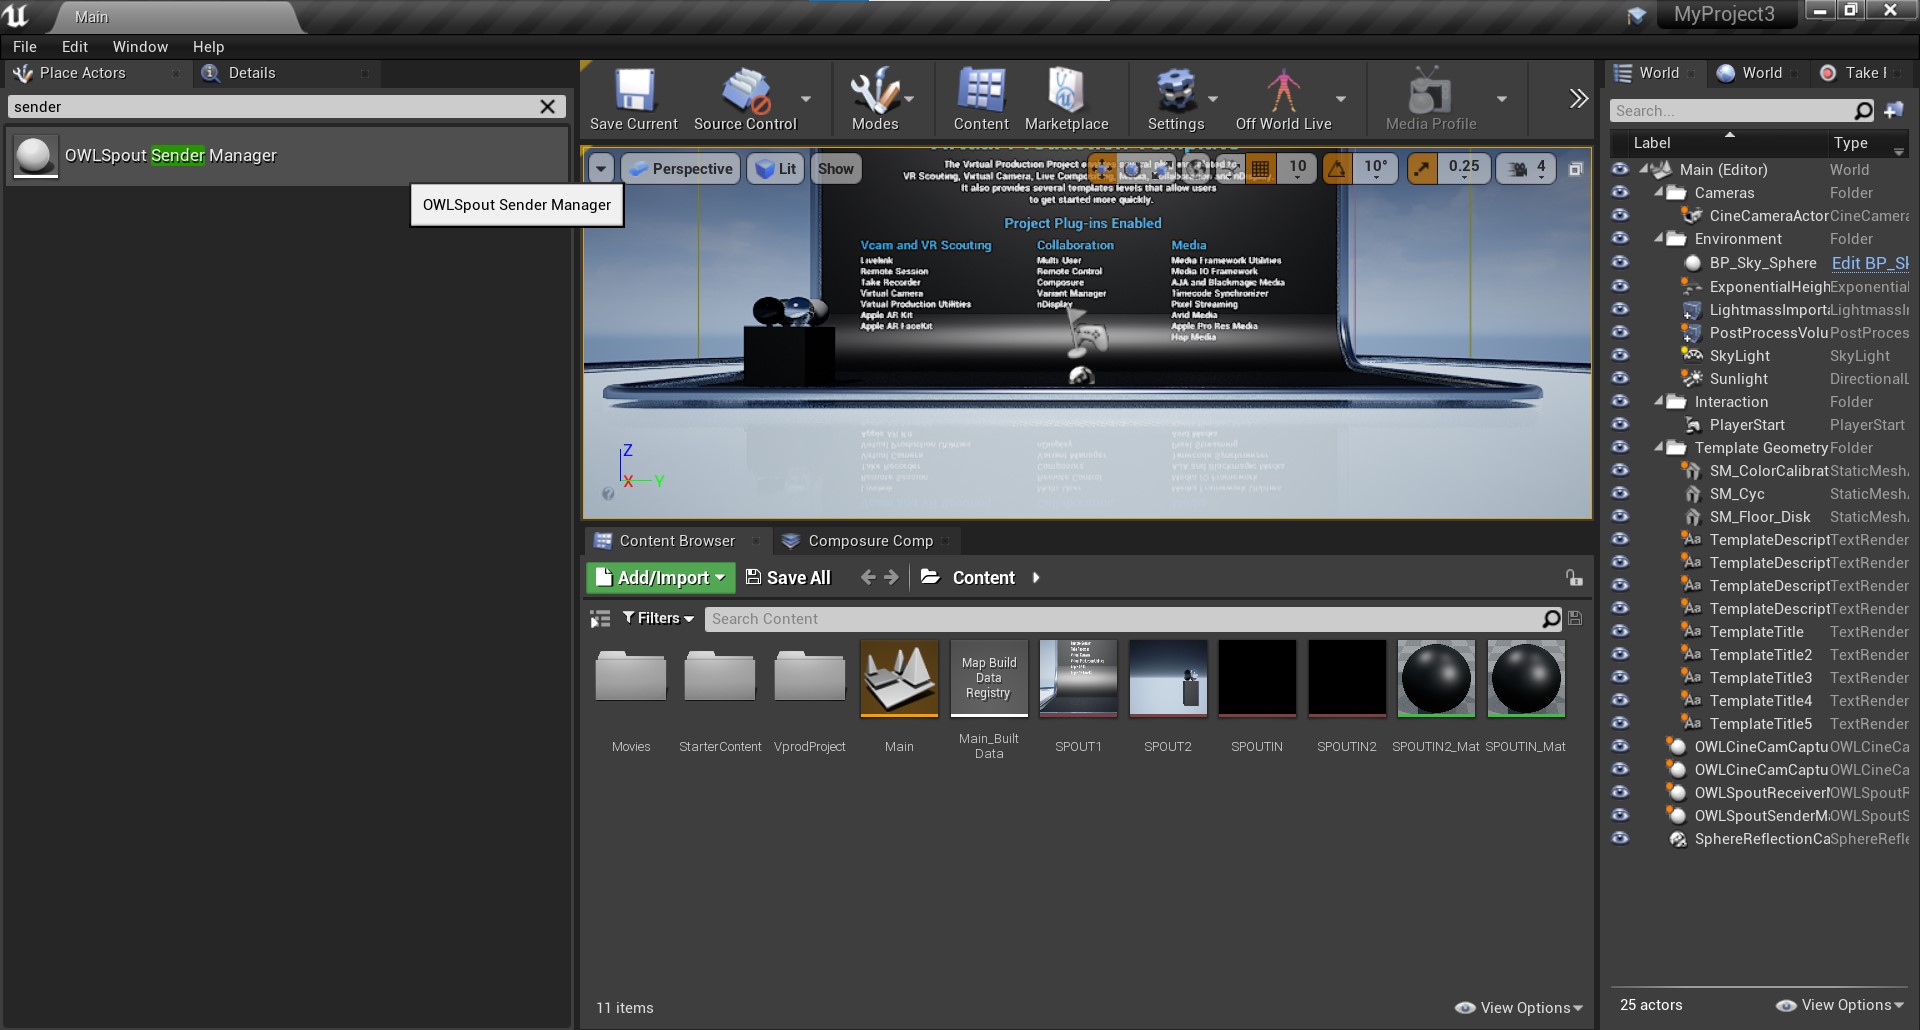 Main
MyProject3
File Edit Window Help
Place Actors
Details
sender
OWLSpout Sender Manager
OWLSpout Sender Manager
Save Current
Source Control
Modes
Content
Marketplace
Settings
Off World Live
Media Profile
Perspective
Lit
Show
10
10°
0.25
4
The Virtual Production Project
VR Scouting, Virtual Camera, Live
It also provides several templates levels that allow users
to get started more quickly.
Project Plug-ins Enabled
Vcam and VR Scouting
Livelink
Remote Session
Take Recorder
Virtual Camera
Virtual Production Utilities
Apple AR Kit
Apple AR FaceKit
Collaboration
Multi User
Remote Control
Composure
Variant Manager
nDisplay
Media
Media Framework Utilities
Media IO Framework
AJA and Blackmagic Media
Timecode Synchronizer
Pixel Streaming
Avid Media
Apple Pro Res Media
Hap Media
Z
X
Y
Content Browser
Composure Comp
Add/Import
Save All
Content
Filters
Search Content
Movies
StarterContent
VprodProject
Main
Map Build
Data
Registry
Main_Built
Data
SPOUT1
SPOUT2
SPOUTIN
SPOUTIN2
SPOUTIN2_Mat
SPOUTIN_Mat
11 items
View Options
World
World
Take
Search...
Label
Type
Main (Editor) World
Cameras Folder
CineCameraActor CineCamera
Environment Folder
BP_Sky_Sphere Edit BP_Sk
ExponentialHeigh Exponential
LightmassImporta LightmassI
PostProcessVolu PostProces
SkyLight SkyLight
Sunlight DirectionalL
Interaction Folder
PlayerStart PlayerStart
Template Geometry Folder
SM_ColorCalibrat StaticMesh
SM_Cyc StaticMesh
SM_Floor_Disk StaticMesh
TemplateDescript TextRender
TemplateDescript TextRender
TemplateDescript TextRender
TemplateDescript TextRender
TemplateTitle TextRender
TemplateTitle2 TextRender
TemplateTitle3 TextRender
TemplateTitle4 TextRender
TemplateTitle5 TextRender
OWLCineCamCaptu OWLCineCa
OWLCineCamCaptu OWLCineCa
OWLSpoutReceiver OWLSpoutR
OWLSpoutSenderMa OWLSpoutS
SphereReflectionCa SphereRefle
25 actors
View Options